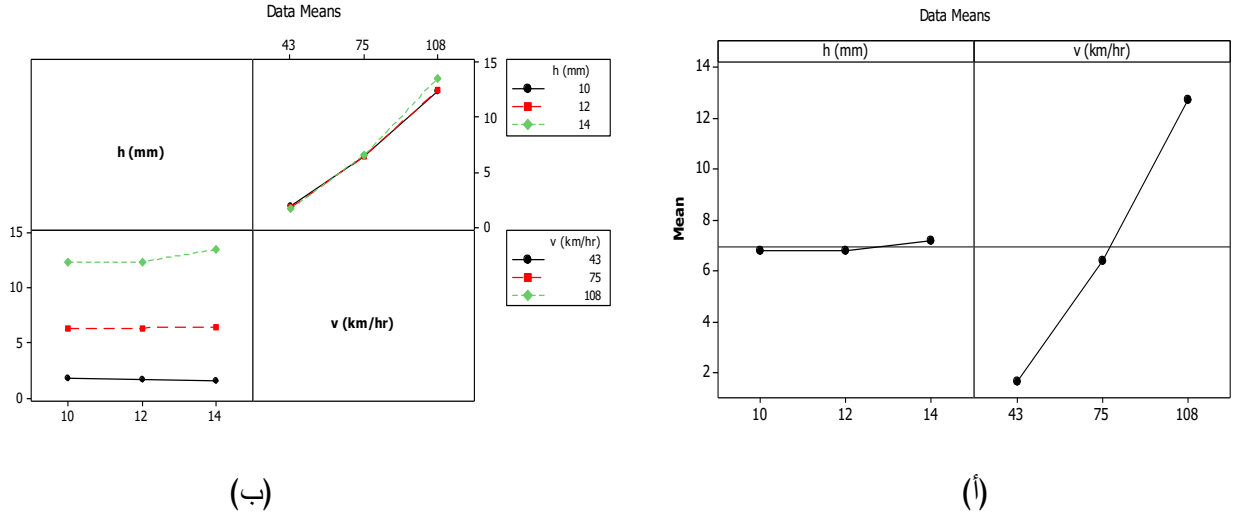 Data Means
43 75 108
h (mm)
15
10
5
0
h (mm)
10
12
14
15
10
5
0
v (km/hr)
v (km/hr)
43
75
108
10 12 14
(ب)
Data Means
h (mm) v (km/hr)
Mean
14
12
10
8
6
4
2
10 12 14 43 75 108
(أ)